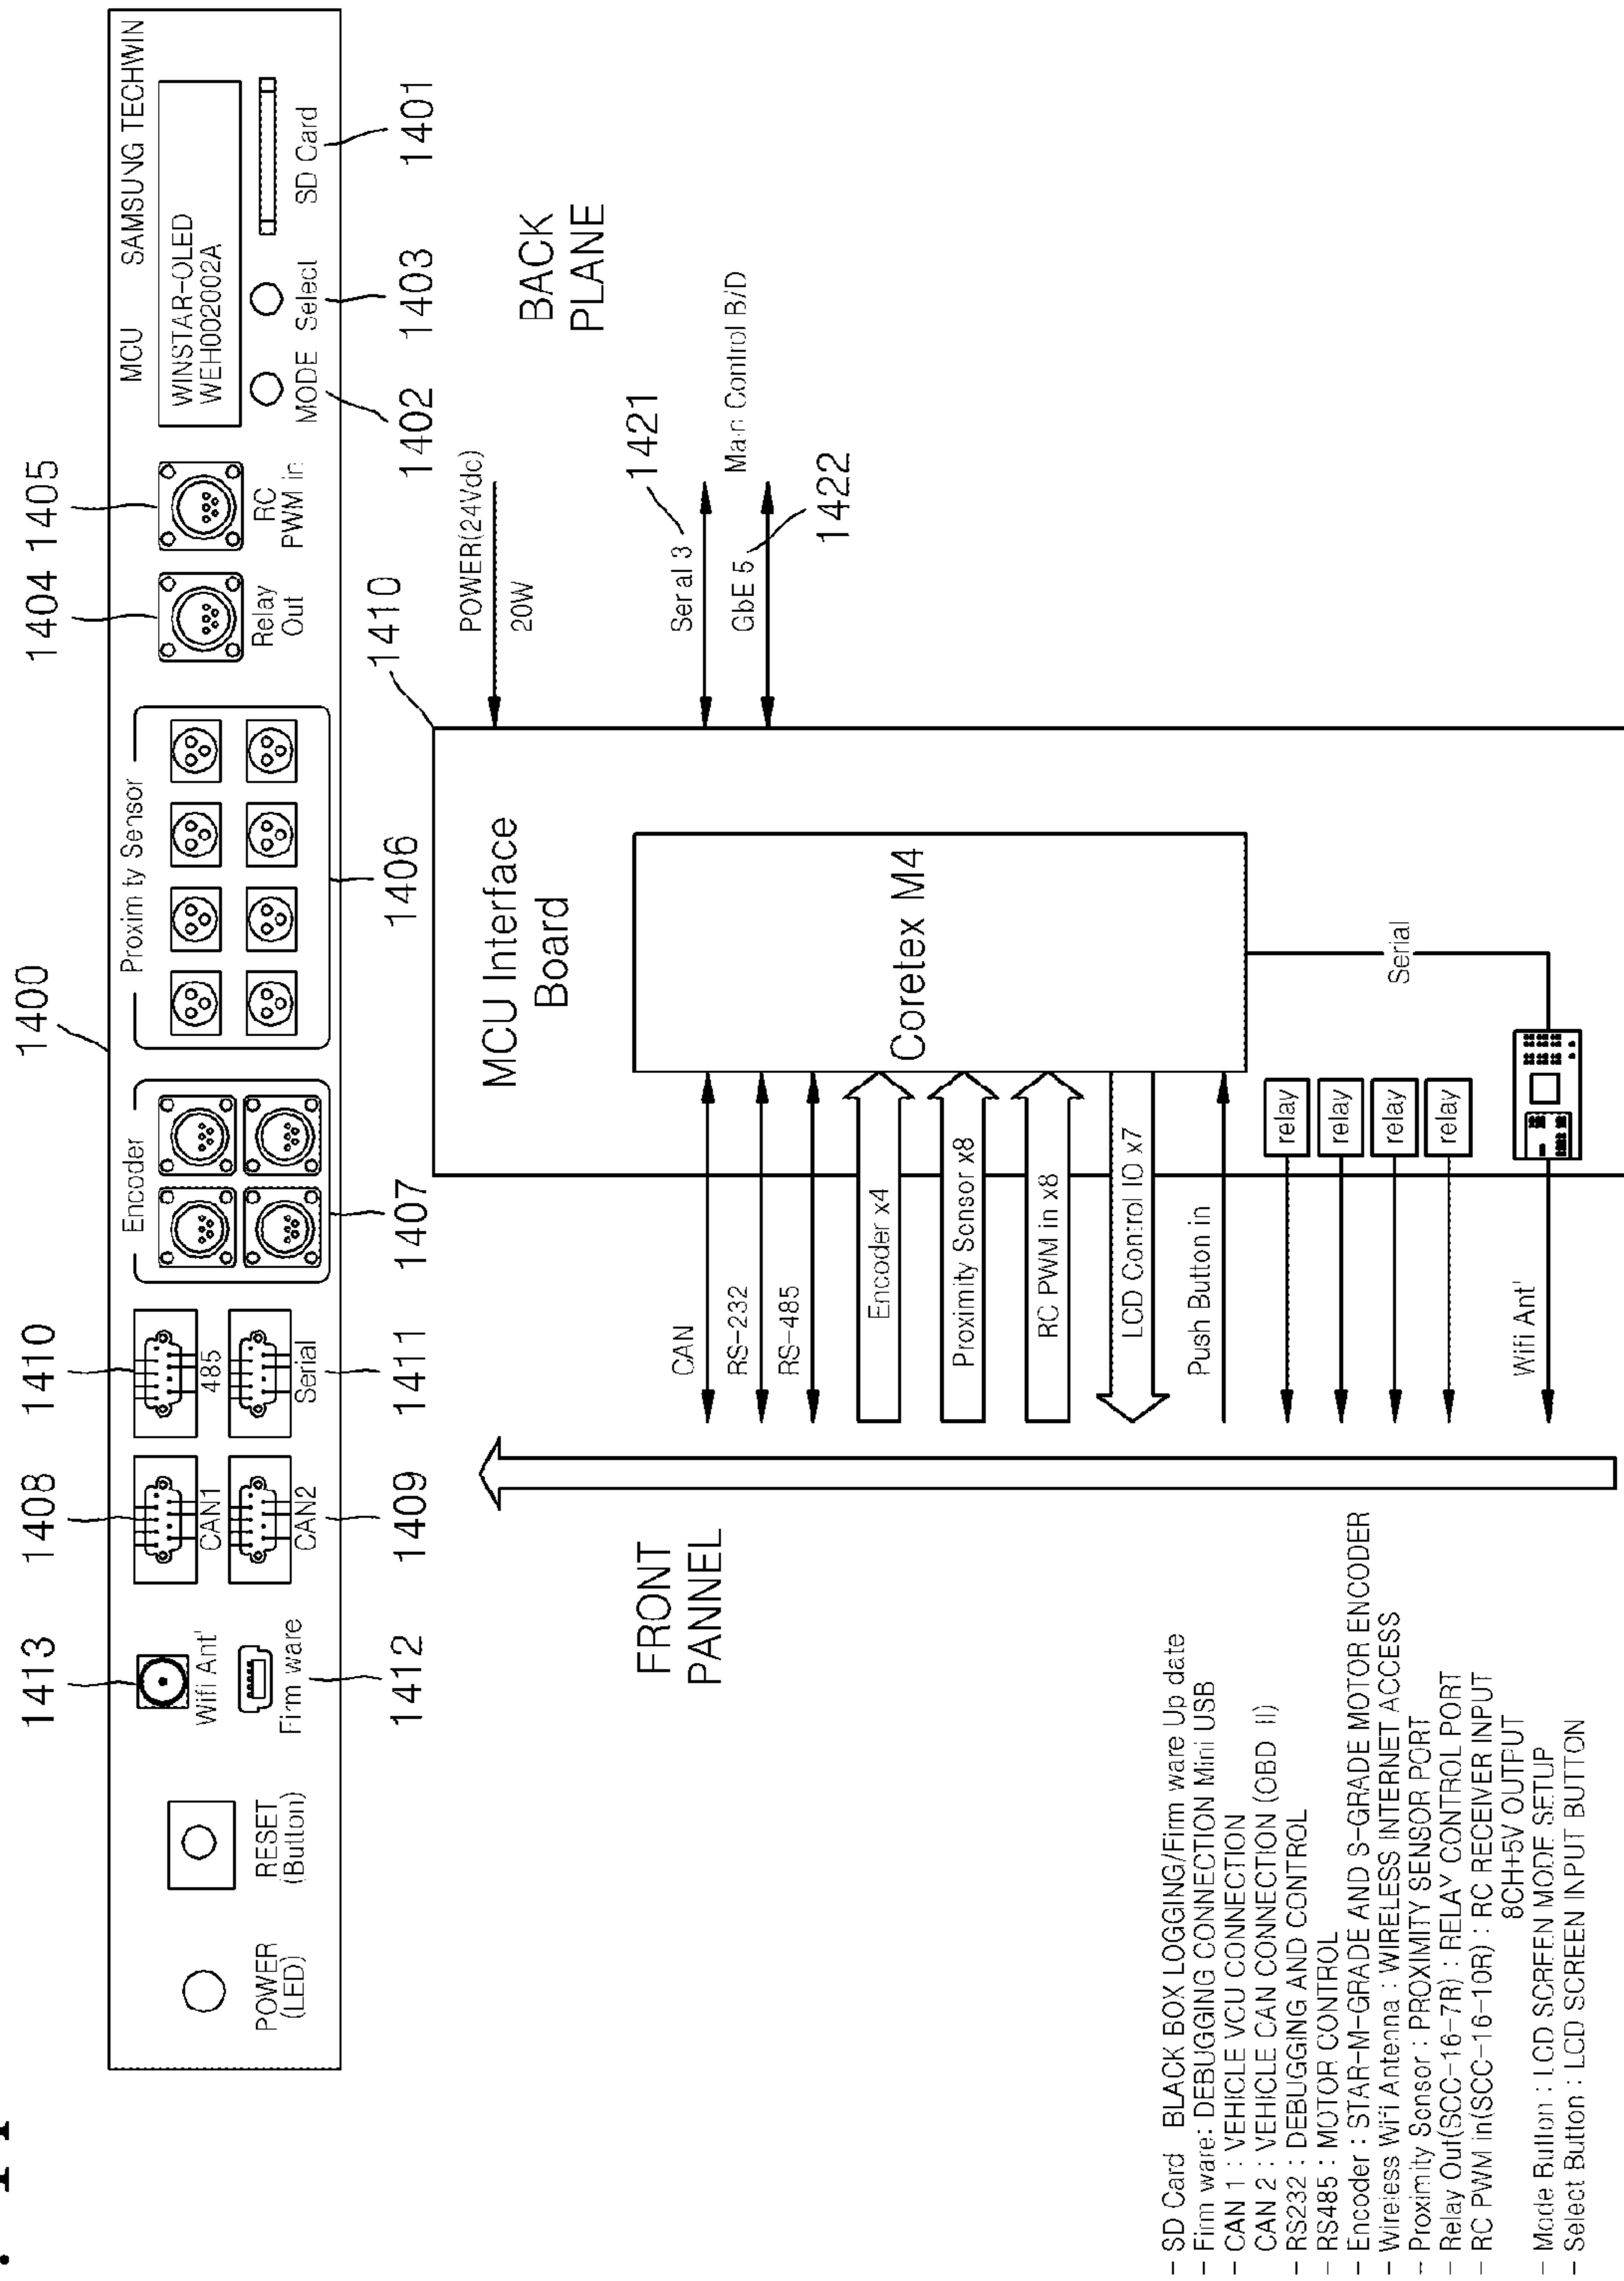 1400
1404
1405
1413
1408
1410
MCU
SAMSUNG TECHWIN
WINSTAR-OLED
WEH002002A
MODE
Select
SD Card
1402
1403
1401
POWER
(LED)
RESET
(Button)
Wifi Ant'
Firm ware
CAN1
CAN2
485
Serial
Encoder
Proximity Sensor
Relay
Out
RC
PWM in
1412
1409
1411
1407
1406
1410
FRONT
PANNEL
BACK
PLANE
MCU Interface
Board
Coretex M4
CAN
RS-232
RS-485
Encoder x4
Proximity Sensor x8
RC PWM in x8
LCD Control IO x7
Push Button in
relay
relay
relay
relay
Wifi Ant'
Serial
POWER(24Vdc)
20W
Serial 3
1421
GbE 5
1422
Main Control B/D
- SD Card BLACK BOX LOGGING/Firm ware Up date
- Firm ware: DEBUGGING CONNECTION Mini USB
- CAN 1 : VEHICLE VCU CONNECTION
CAN 2 : VEHICLE CAN CONNECTION (OBD II)
- RS232 : DEBUGGING AND CONTROL
- RS485 : MOTOR CONTROL
- Encoder : STAR-M-GRADE AND S-GRADE MOTOR ENCODER
- Wireless Wifi Antenna : WIRELESS INTERNET ACCESS
- Proximity Sensor : PROXIMITY SENSOR PORT
- Relay Out(SCC-16-7R) : RELAY CONTROL PORT
- RC PWM in(SCC-16-10R) : RC RECEIVER INPUT
8CH+5V OUTPUT
- Mode Button : LCD SCREEN MODE SETUP
- Select Button : LCD SCREEN INPUT BUTTON